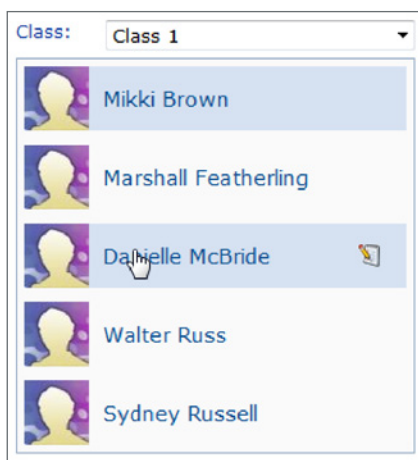 Class: Class 1
Mikki Brown
Marshall Featherling
Danielle McBride
Walter Russ
Sydney Russell